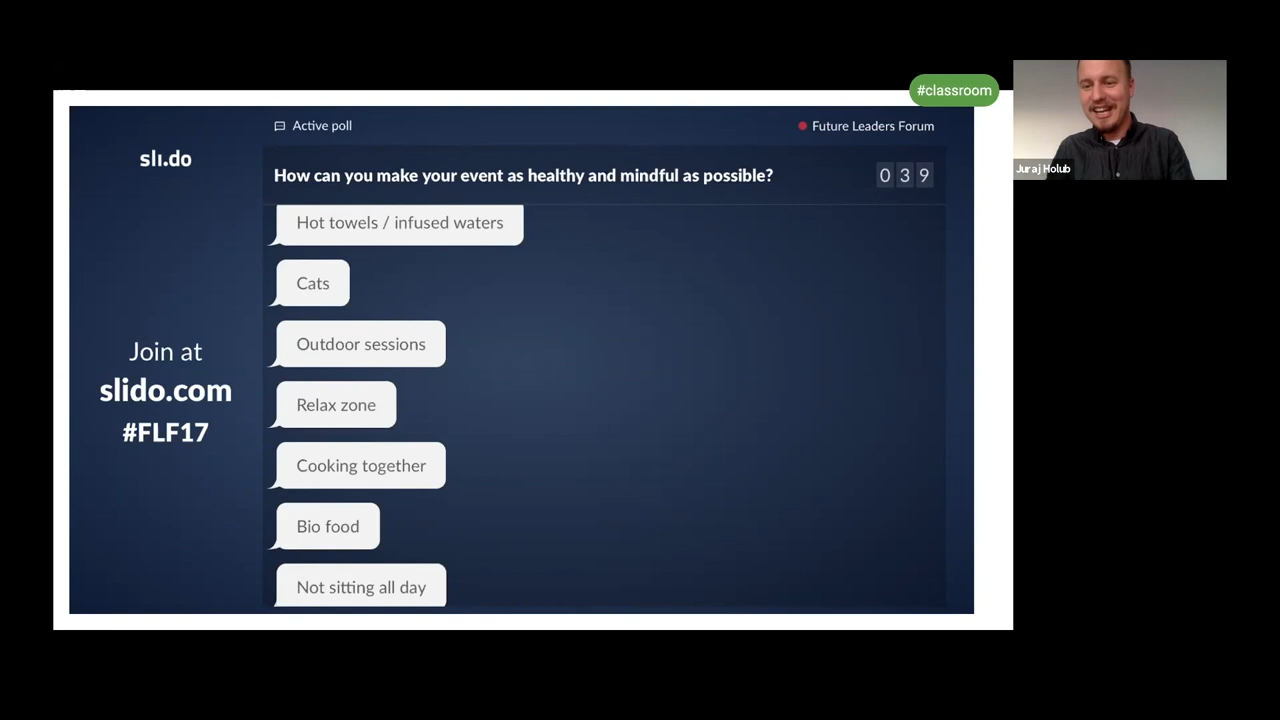 #classroom
Active poll
Future Leaders Forum
sli.do
How can you make your event as healthy and mindful as possible?
0 3 9
Juraj Holub
Hot towels / infused waters
Cats
Outdoor sessions
Relax zone
Cooking together
Bio food
Not sitting all day
Join at
slido.com
#FLF17